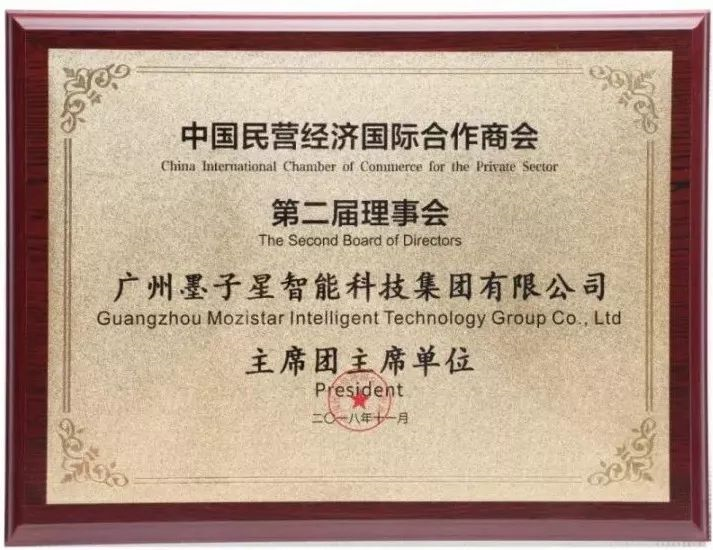 中国民营经济国际合作商会
China International Chamber of Commerce for the Private Sector
第二届理事会
The Second Board of Directors
广州墨子星智能科技集团有限公司
Guangzhou Mozistar Intelligent Technology Group Co., Ltd
主席团主席单位
President
二〇一八年十一月